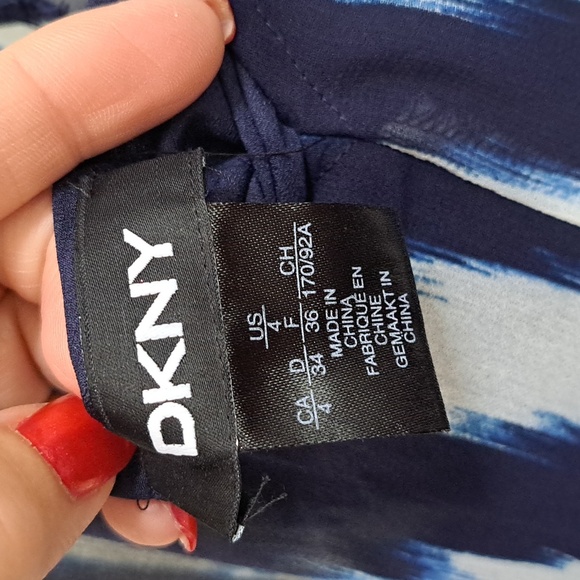 DKNY
US
4
CA D F CH
4 34 36 170/92A
MADE IN
CHINA
FABRIQUE EN
CHINE
GEMAAKT IN
CHINA